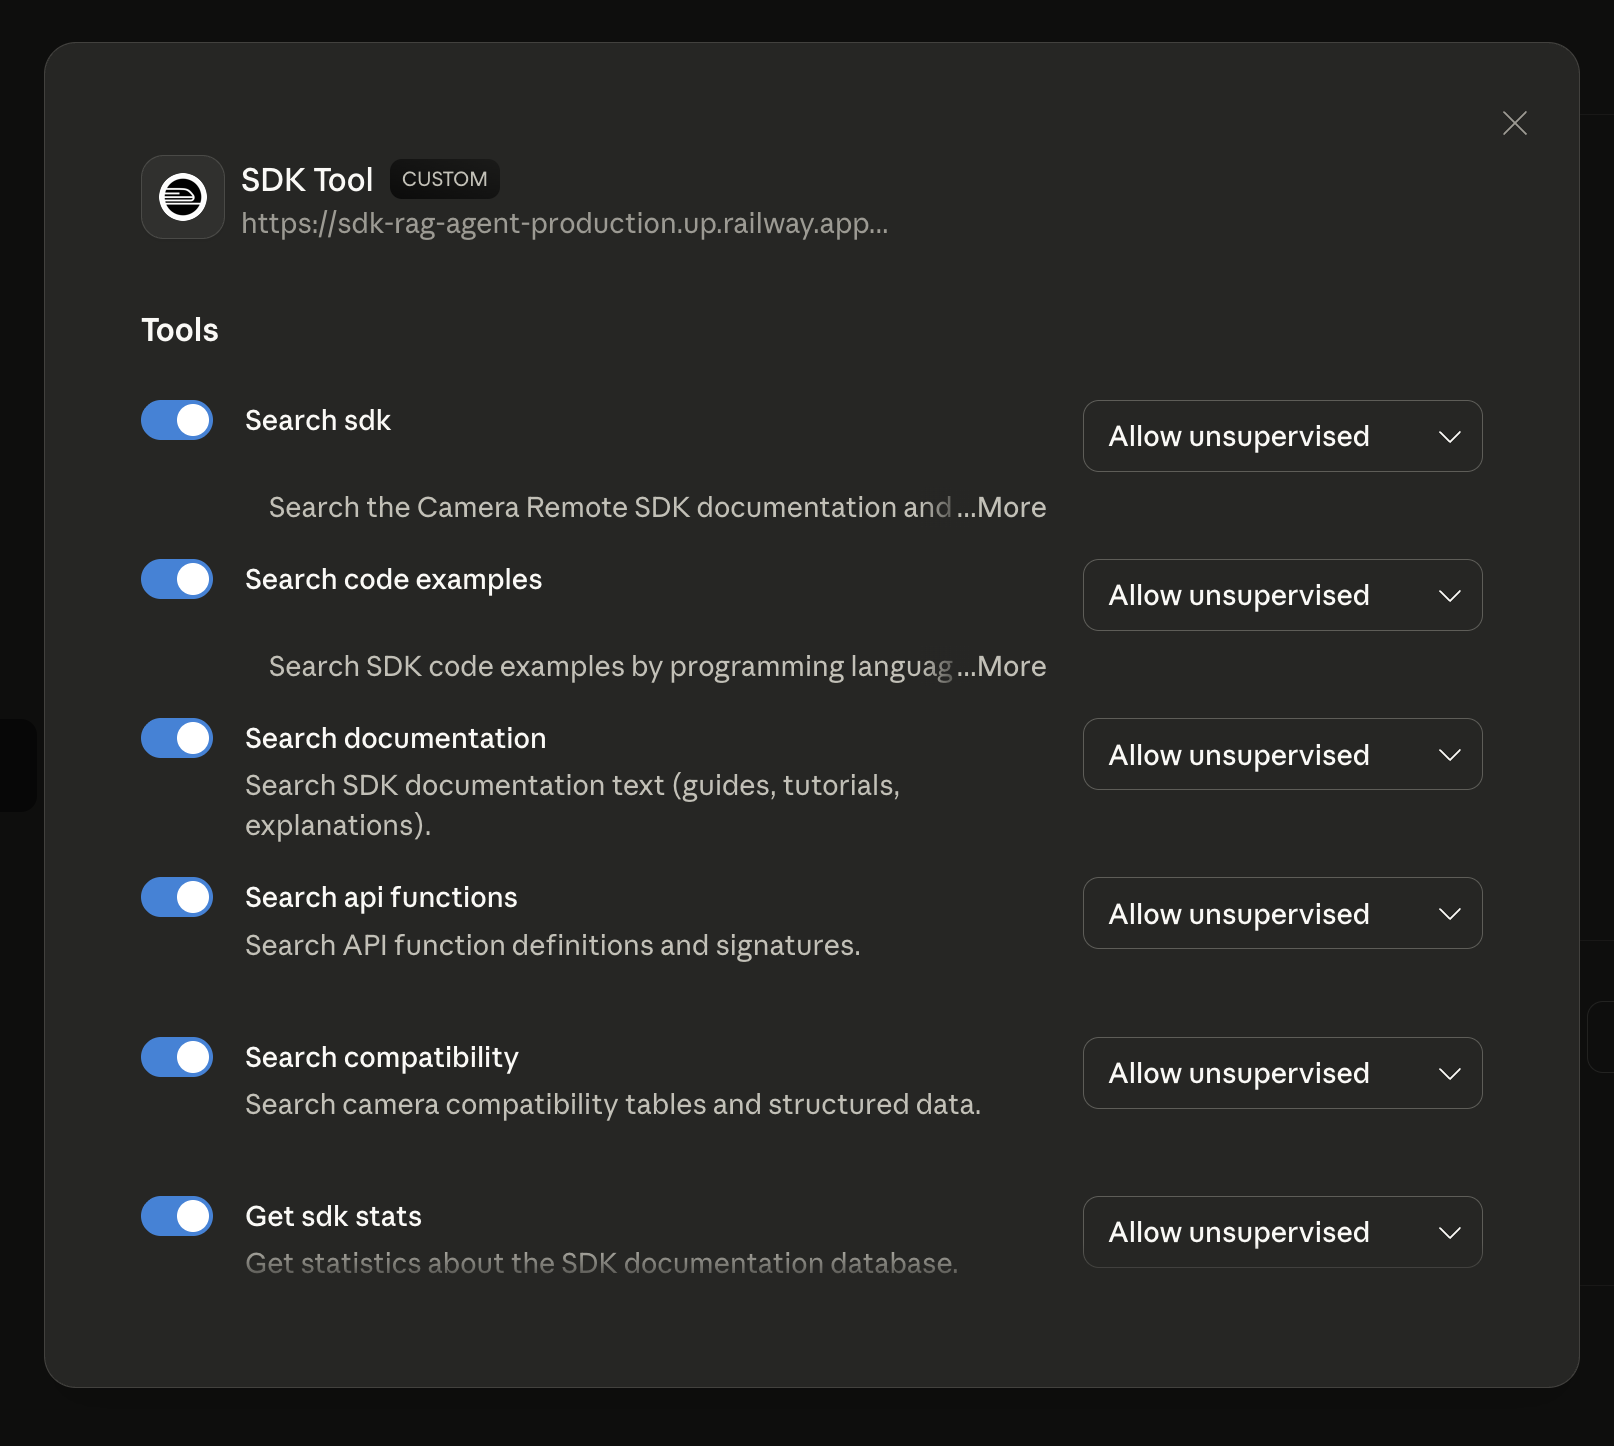 SDK Tool CUSTOM
https://sdk-rag-agent-production.up.railway.app...
Tools
Search sdk
Allow unsupervised
Search the Camera Remote SDK documentation and ...More
Search code examples
Allow unsupervised
Search SDK code examples by programming languag ...More
Search documentation
Allow unsupervised
Search SDK documentation text (guides, tutorials,
explanations).
Search api functions
Allow unsupervised
Search API function definitions and signatures.
Search compatibility
Allow unsupervised
Search camera compatibility tables and structured data.
Get sdk stats
Allow unsupervised
Get statistics about the SDK documentation database.